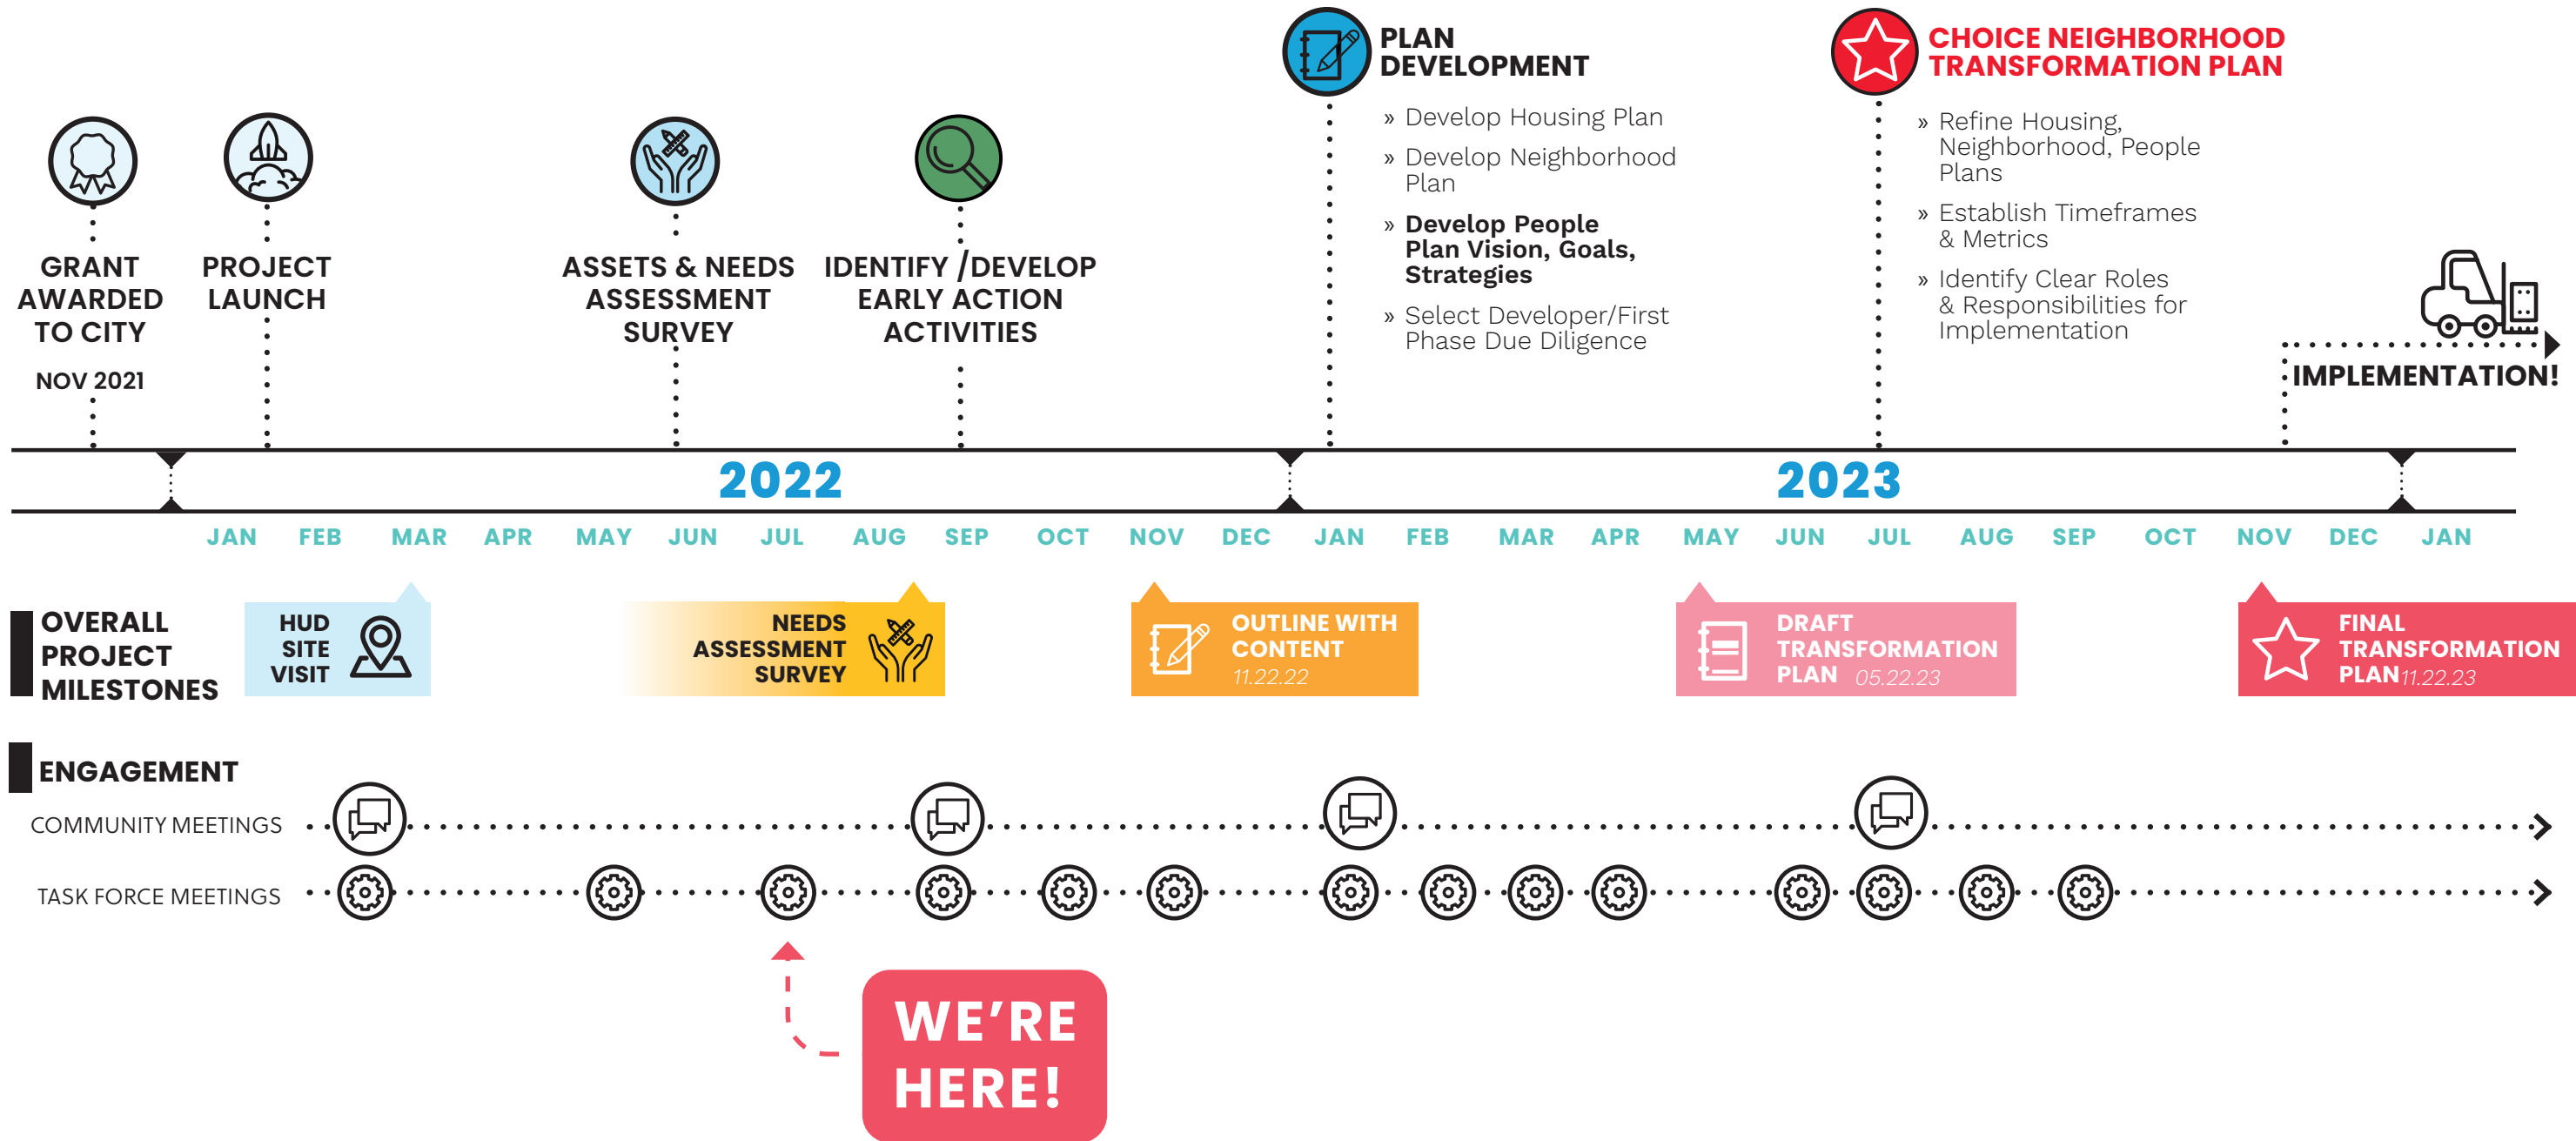 GRANT
AWARDED
TO CITY
NOV 2021
PROJECT
LAUNCH
ASSETS & NEEDS
ASSESSMENT
SURVEY
IDENTIFY /DEVELOP
EARLY ACTION
ACTIVITIES
PLAN
DEVELOPMENT
» Develop Housing Plan
» Develop Neighborhood
Plan
» Develop People
Plan Vision, Goals,
Strategies
» Select Developer/First
Phase Due Diligence
CHOICE NEIGHBORHOOD
TRANSFORMATION PLAN
» Refine Housing,
Neighborhood, People
Plans
» Establish Timeframes
& Metrics
» Identify Clear Roles
& Responsibilities for
Implementation
IMPLEMENTATION!
2022 2023
JAN FEB MAR APR MAY JUN JUL AUG SEP OCT NOV DEC JAN FEB MAR APR MAY JUN JUL AUG SEP OCT NOV DEC JAN
OVERALL
PROJECT
MILESTONES
HUD
SITE
VISIT
NEEDS
ASSESSMENT
SURVEY
OUTLINE WITH
CONTENT
11.22.22
DRAFT
TRANSFORMATION
PLAN 05.22.23
FINAL
TRANSFORMATION
PLAN 11.22.23
ENGAGEMENT
COMMUNITY MEETINGS
TASK FORCE MEETINGS
WE'RE
HERE!